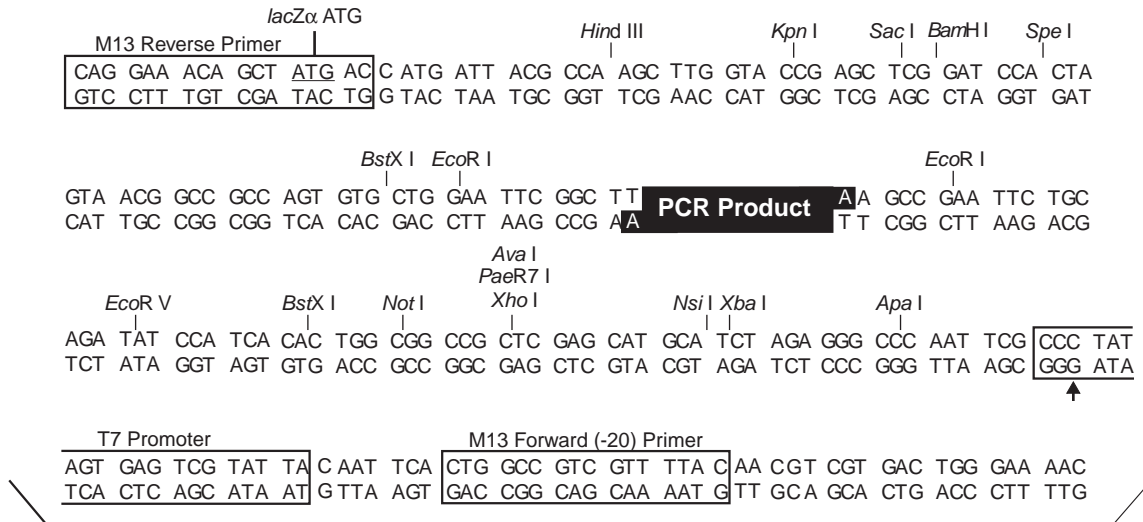 lacZα ATG
M13 Reverse Primer Hind III Kpn I Sac I BamH I Spe I
CAG GAA ACA GCT ATG AC C ATG ATT ACG CCA AGC TTG GTA CCG AGC TCG GAT CCA CTA
GTC CTT TGT CGA TAC TG G TAC TAA TGC GGT TCG AAC CAT GGC TCG AGC CTA GGT GAT
BstX I EcoR I EcoR I
GTA ACG GCC GCC AGT GTG CTG GAA TTC GGC T T PCR Product A A GCC GAA TTC TGC
CAT TGC CGG CGG TCA CAC GAC CTT AAG CCG A A T T CGG CTT AAG ACG
Ava I
PaeR7 I
EcoR V BstX I Not I Xho I Nsi I Xba I Apa I
AGA TAT CCA TCA CAC TGG CGG CCG CTC GAG CAT GCA TCT AGA GGG CCC AAT TCG CCC TAT
TCT ATA GGT AGT GTG ACC GCC GGC GAG CTC GTA CGT AGA TCT CCC GGG TTA AGC GGG ATA
T7 Promoter M13 Forward (-20) Primer
AGT GAG TCG TAT TA C AAT TCA CTG GCC GTC GTT TTA C AA CGT CGT GAC TGG GAA AAC
TCA CTC AGC ATA AT G TTA AGT GAC CGG CAG CAA AAT G TT GCA GCA CTG ACC CTT TTG